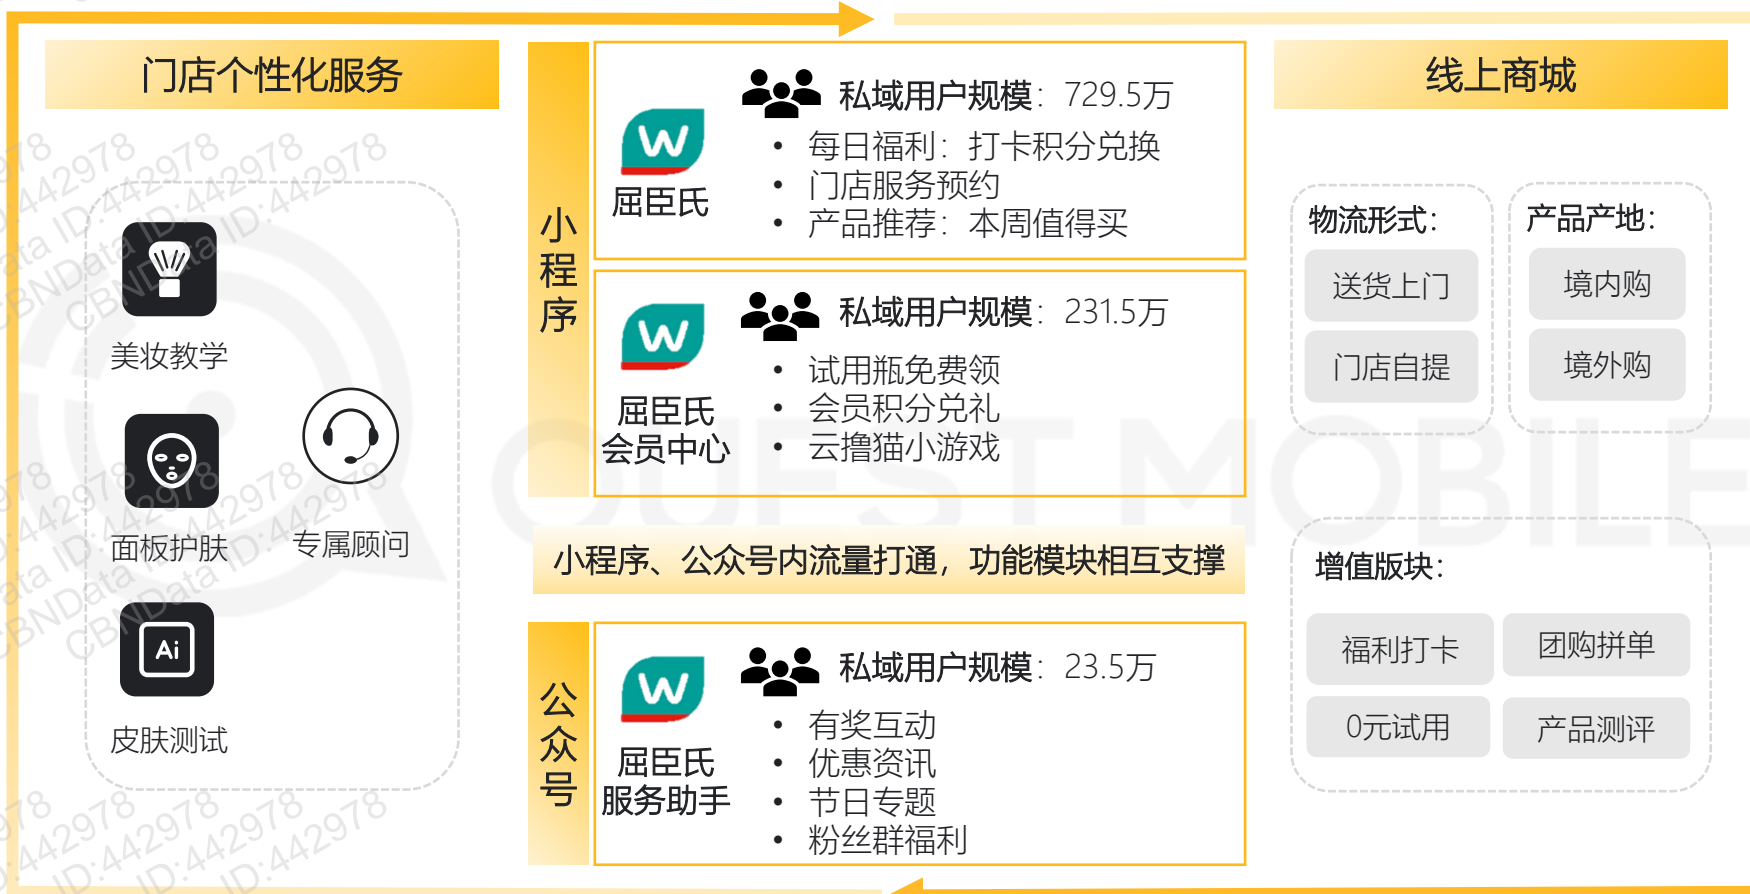 门店个性化服务
美妆教学
面板护肤
专属顾问
Ai
皮肤测试
小程序
屈臣氏
私域用户规模：729.5万
• 每日福利：打卡积分兑换
• 门店服务预约
• 产品推荐：本周值得买
屈臣氏
会员中心
私域用户规模：231.5万
• 试用瓶免费领
• 会员积分兑礼
• 云撸猫小游戏
小程序、公众号内流量打通，功能模块相互支撑
公众号
屈臣氏
服务助手
私域用户规模：23.5万
• 有奖互动
• 优惠资讯
• 节日专题
• 粉丝群福利
线上商城
物流形式：
送货上门
门店自提
产品产地：
境内购
境外购
增值版块：
福利打卡
团购拼单
0元试用
产品测评
QUEST MOBILE
CBNData ID:442978